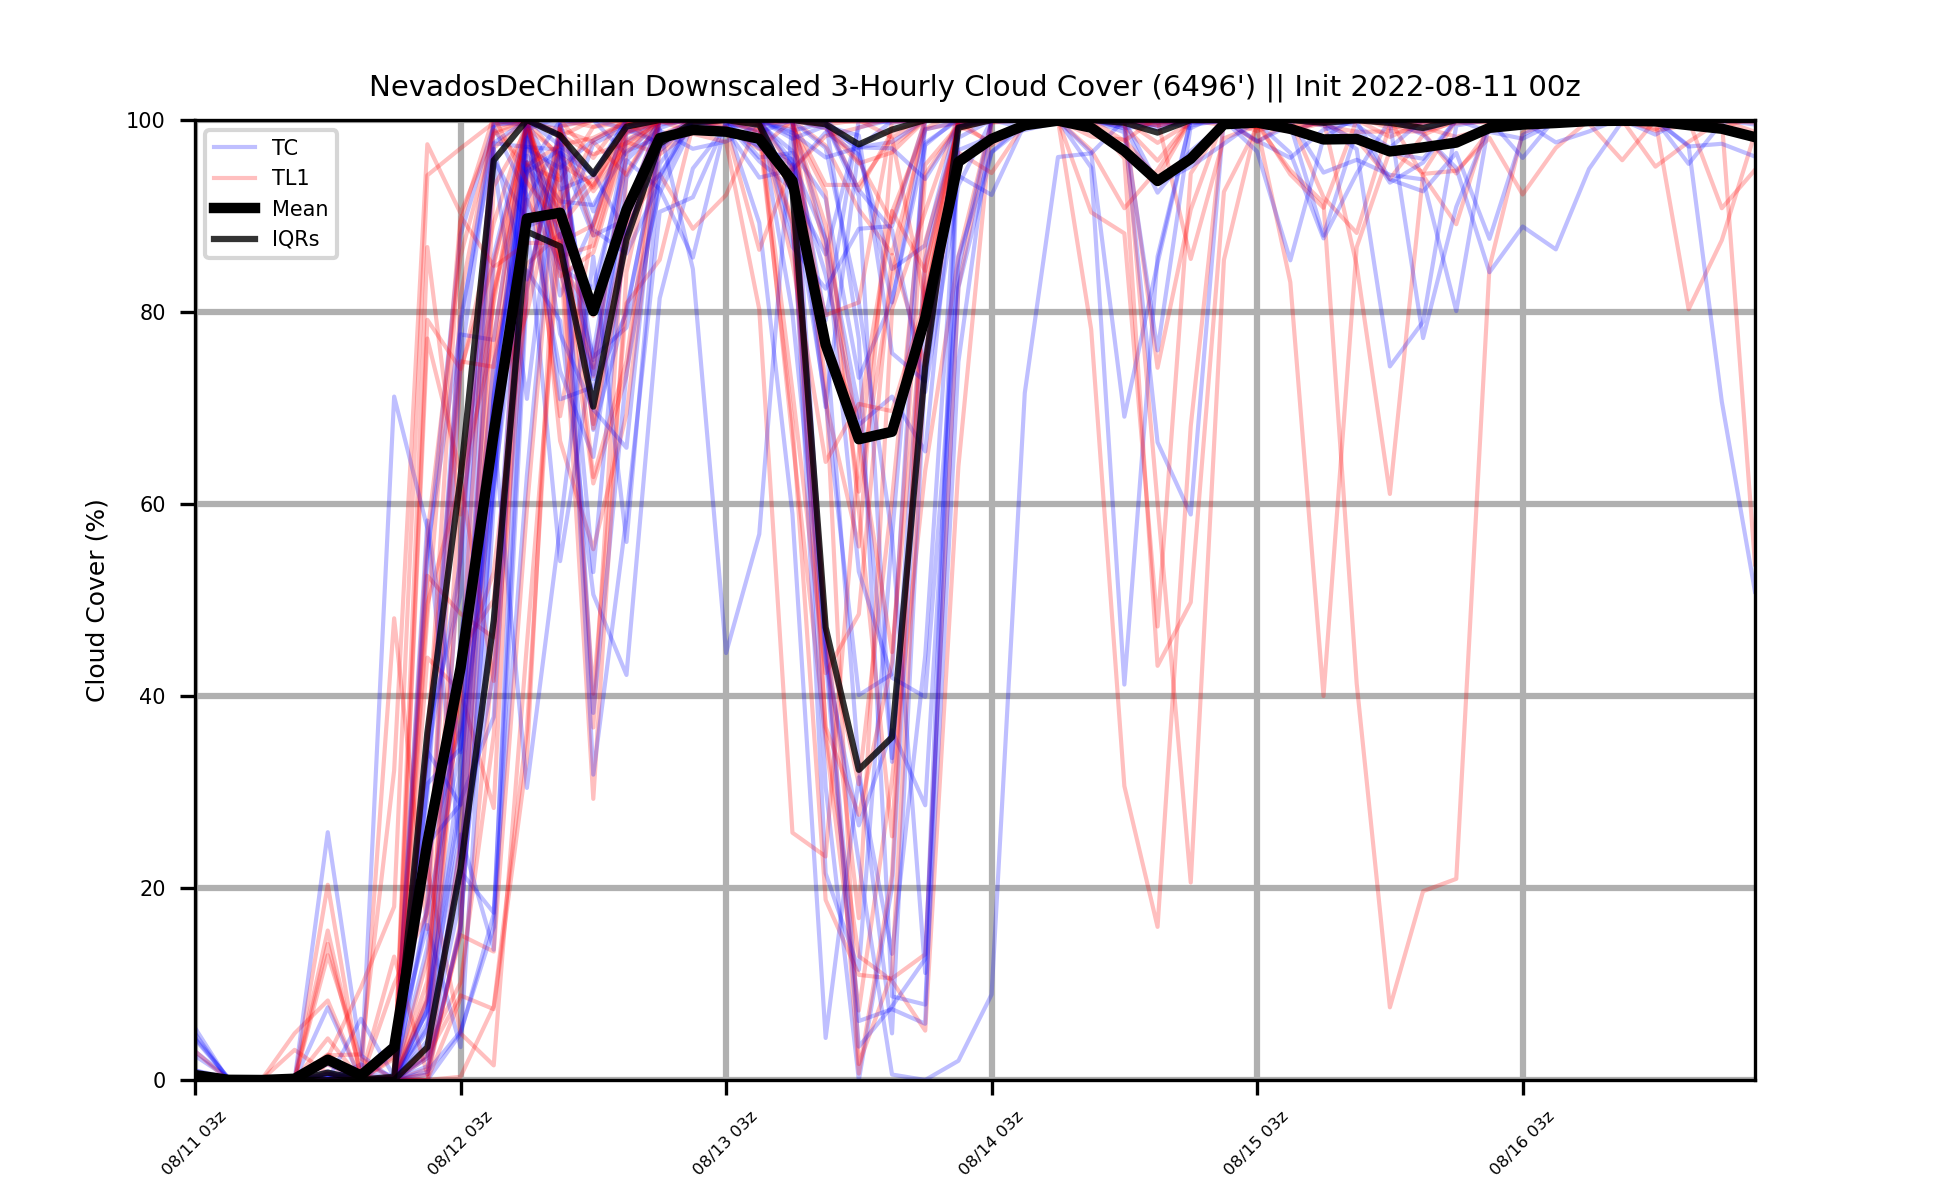 NevadosDeChillan Downscaled 3-Hourly Cloud Cover (6496') || Init 2022-08-11 00z
100
80
60
40
20
0
Cloud Cover (%)
TC
TL1
Mean
IQRs
08/11 03z
08/12 03z
08/13 03z
08/14 03z
08/15 03z
08/16 03z